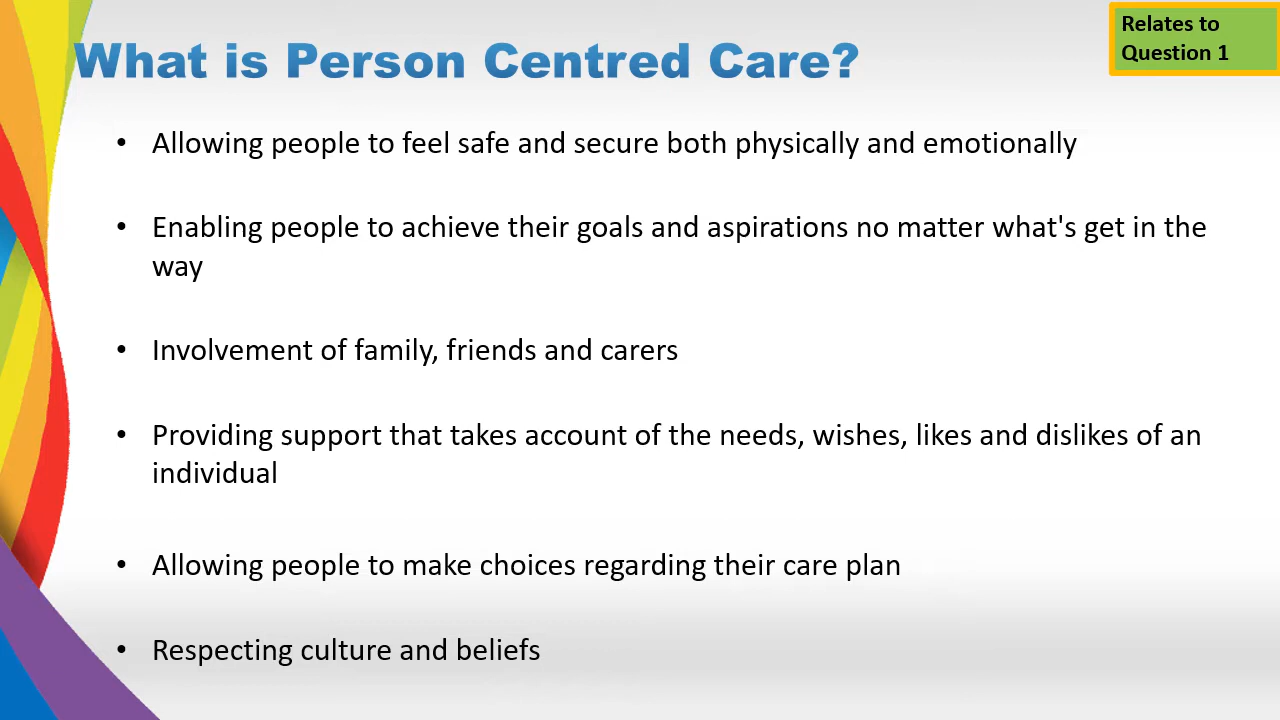 What is Person Centred Care?
Relates to
Question 1
• Allowing people to feel safe and secure both physically and emotionally
• Enabling people to achieve their goals and aspirations no matter what's get in the
way
• Involvement of family, friends and carers
• Providing support that takes account of the needs, wishes, likes and dislikes of an
individual
• Allowing people to make choices regarding their care plan
• Respecting culture and beliefs